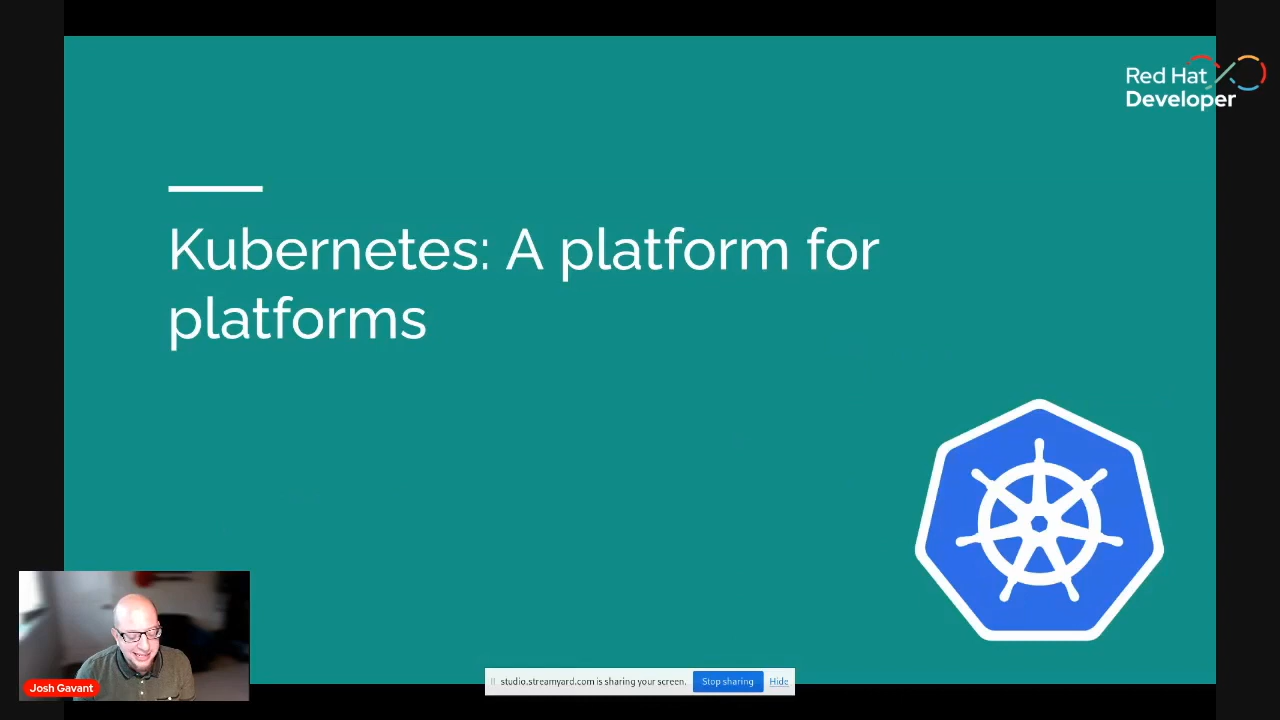 Red Hat
Developer
Kubernetes: A platform for
platforms
Josh Gavant
studio.streamyard.com is sharing your screen.
Stop sharing
Hide